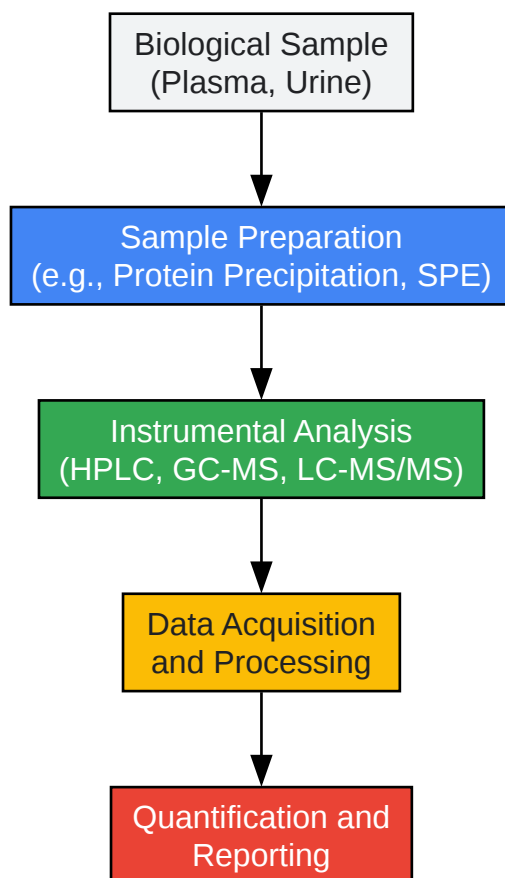 Biological Sample
(Plasma, Urine)
Sample Preparation
(e.g., Protein Precipitation, SPE)
Instrumental Analysis
(HPLC, GC-MS, LC-MS/MS)
Data Acquisition
and Processing
Quantification and
Reporting